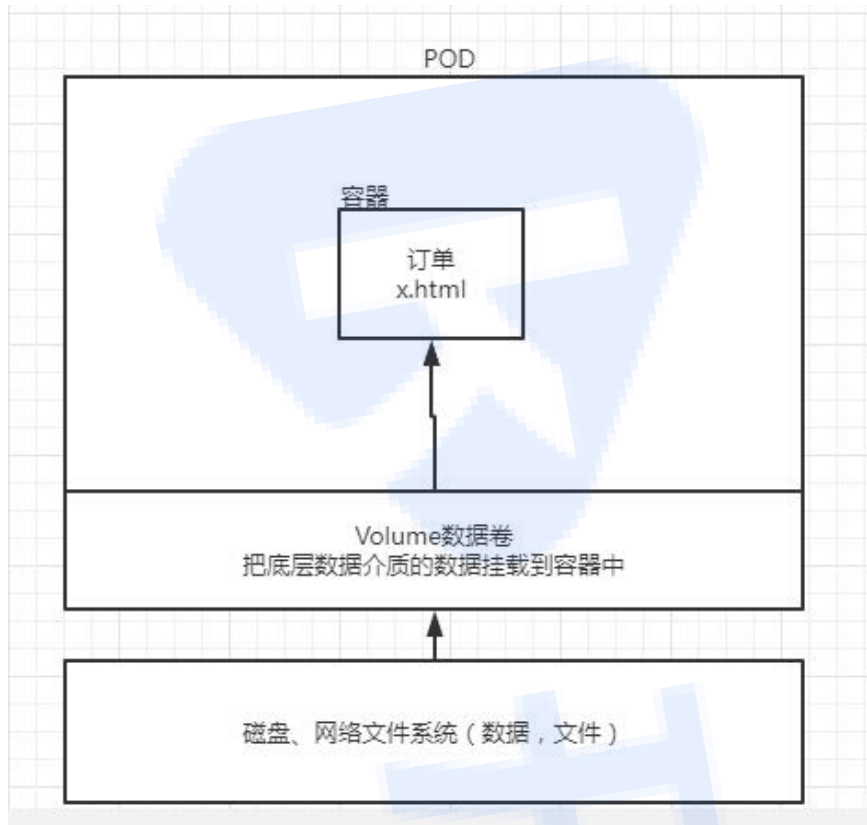 POD
容器
订单
x.html
Volume数据卷
把底层数据介质的数据挂载到容器中
磁盘、网络文件系统（数据，文件）